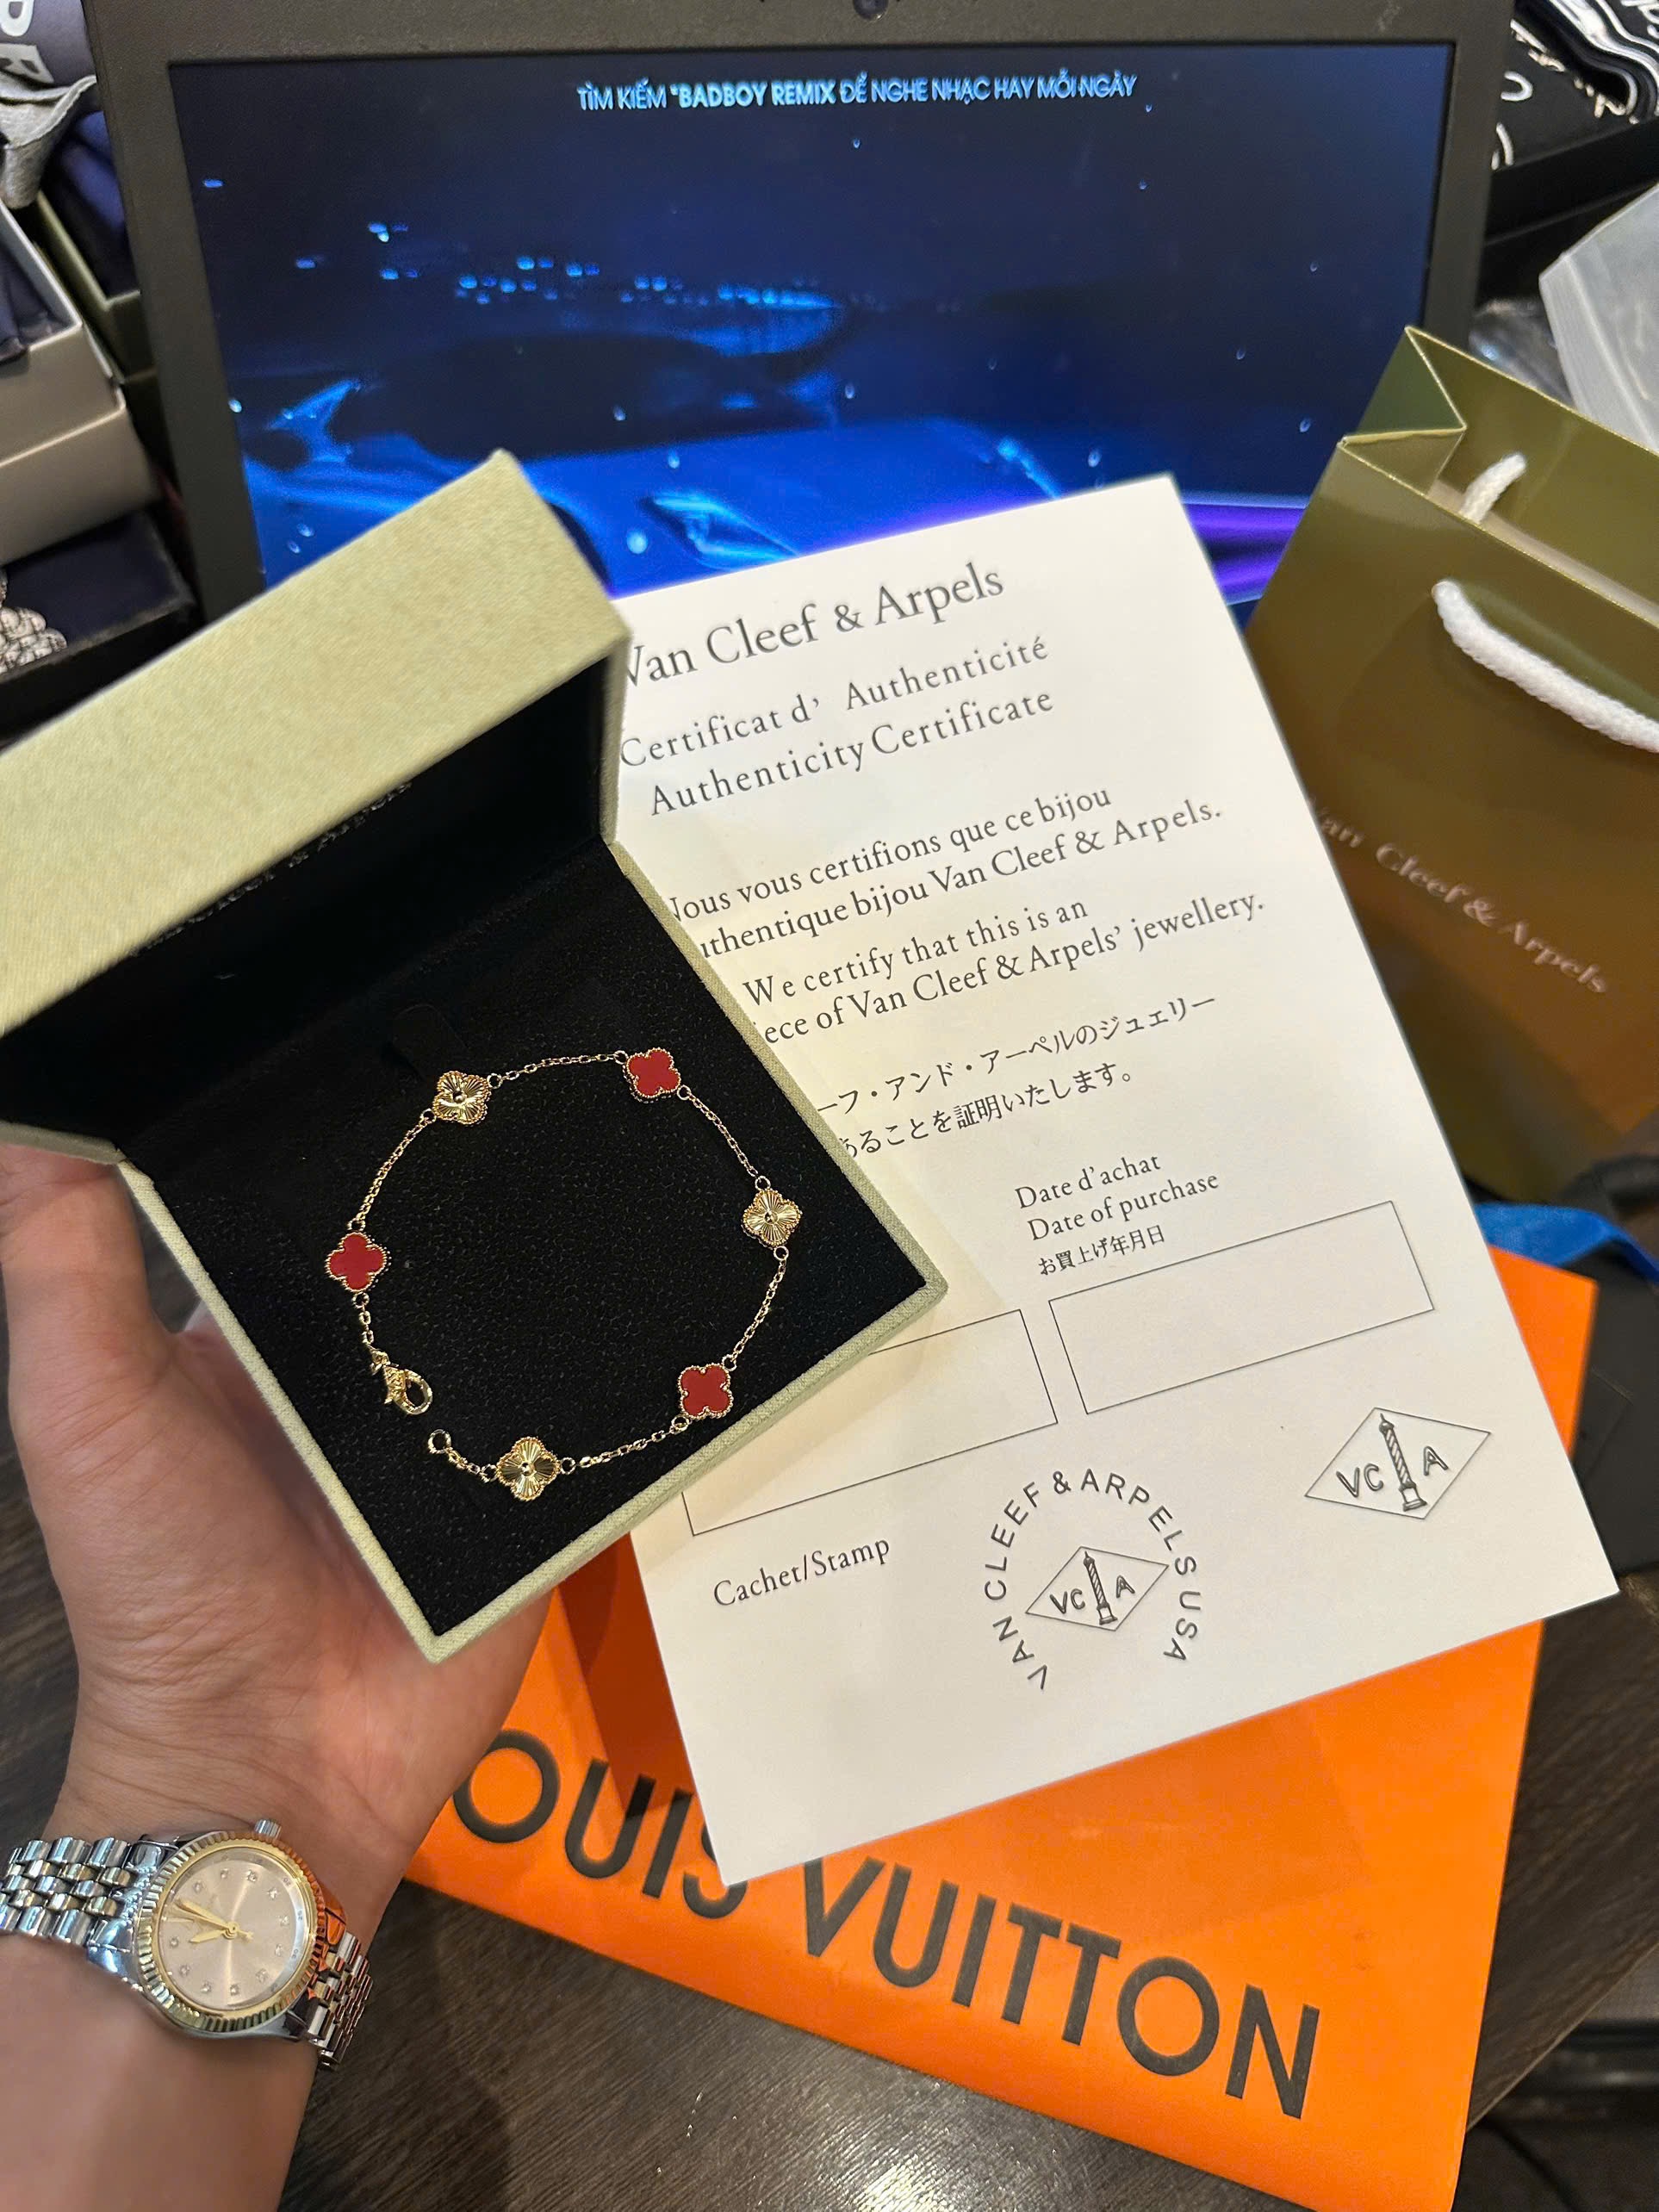 TÌM KIẾM "BADBOY REMIX ĐỂ NGHE NHẠC HAY MỖI NGÀY
Van Cleef & Arpels
Certificat d' Authenticité
Authenticity Certificate
Nous vous certifions que ce bijou
uthentique bijou Van Cleef & Arpels.
We certify that this is an
iece of Van Cleef & Arpels' jewellery.
ーフ・アンド・アーペルのジュエリー
あることを証明いたします。
Date d'achat
Date of purchase
お買上げ年月日
Cachet/Stamp
VAN CLEEF & ARPELS USA
VC A
VC A
Van Cleef & Arpels
OUIS VUITTON